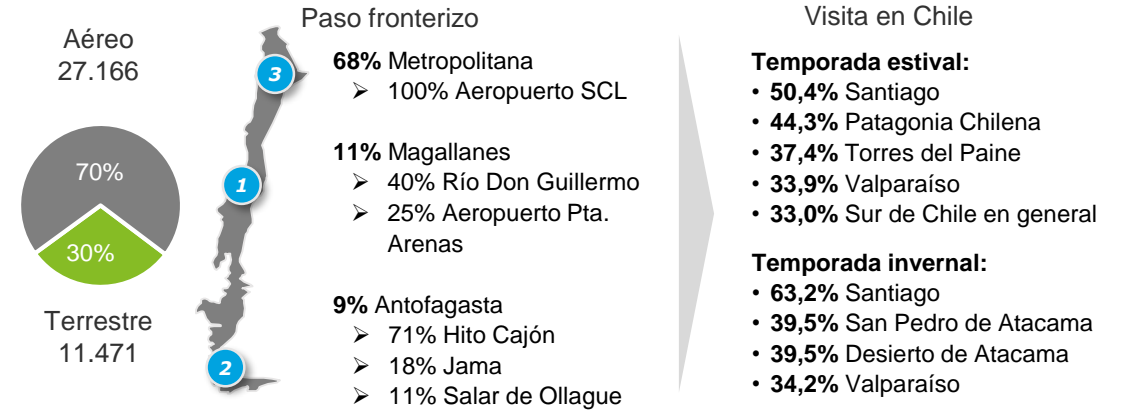 Aéreo
27.166
70%
30%
Terrestre
11.471
3
1
2
Paso fronterizo
68% Metropolitana
➢ 100% Aeropuerto SCL
11% Magallanes
➢ 40% Río Don Guillermo
➢ 25% Aeropuerto Pta.
Arenas
9% Antofagasta
➢ 71% Hito Cajón
➢ 18% Jama
➢ 11% Salar de Ollague
Visita en Chile
Temporada estival:
• 50,4% Santiago
• 44,3% Patagonia Chilena
• 37,4% Torres del Paine
• 33,9% Valparaíso
• 33,0% Sur de Chile en general
Temporada invernal:
• 63,2% Santiago
• 39,5% San Pedro de Atacama
• 39,5% Desierto de Atacama
• 34,2% Valparaíso